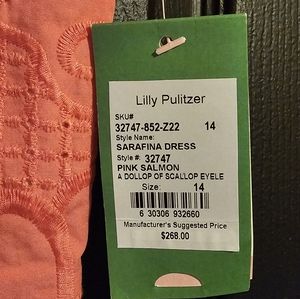 Lilly Pulitzer
SKU#
32747-852-Z22 14
Style Name:
SARAFINA DRESS
Style #: 32747
PINK SALMON
A DOLLOP OF SCALLOP EYELE
Size: 14
6 30306 932660
Manufacturer's Suggested Price
$268.00